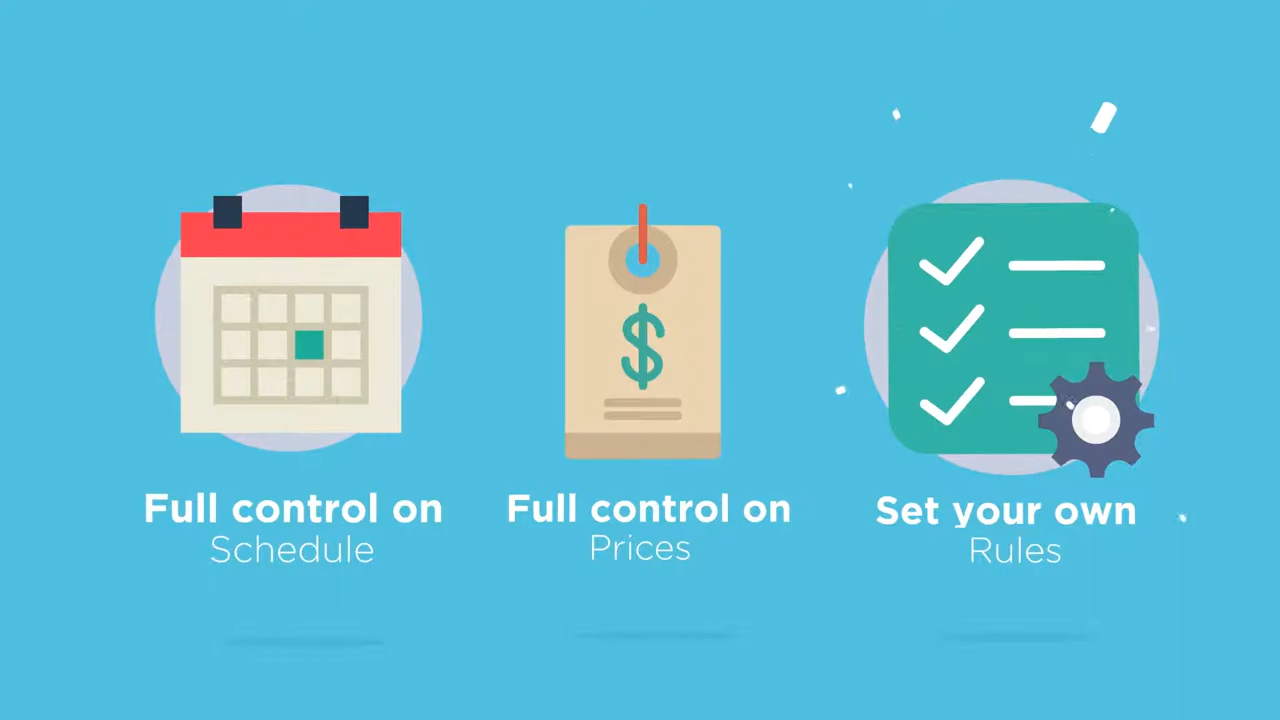 Full control on
Schedule
$
Full control on
Prices
Set your own
Rules